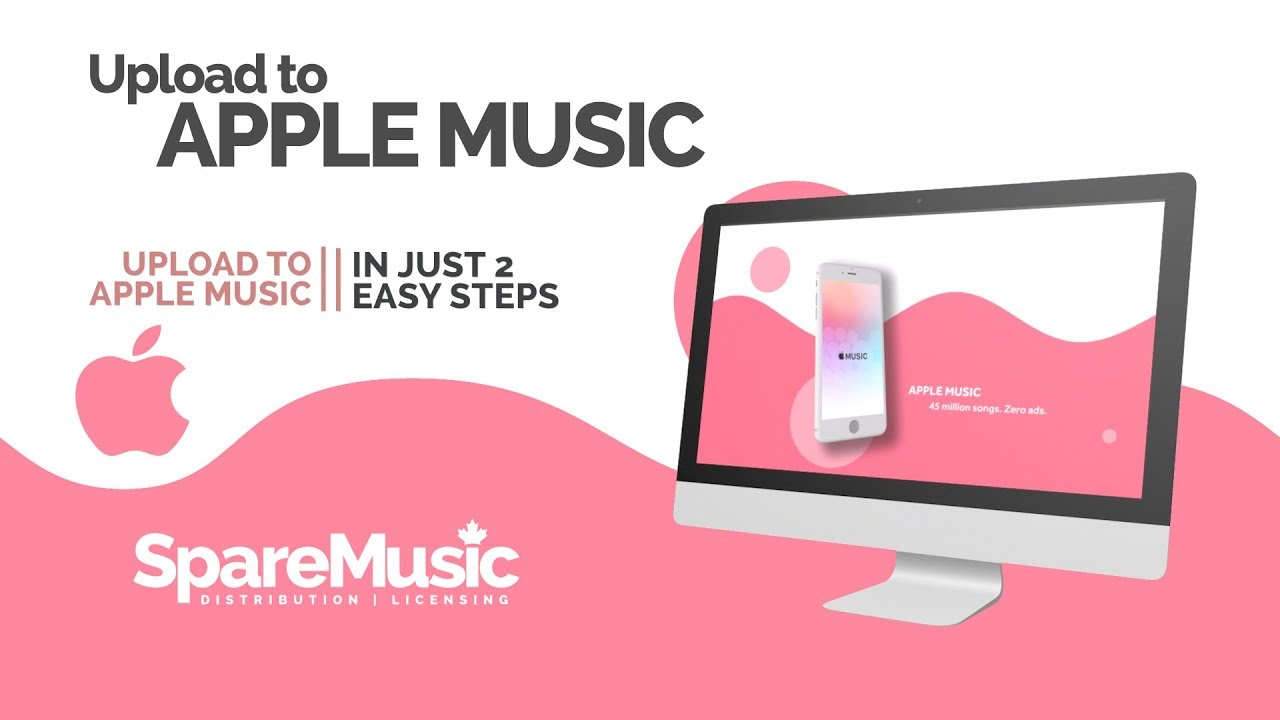 Upload to
APPLE MUSIC
UPLOAD TO
APPLE MUSIC
IN JUST 2
EASY STEPS
MUSIC
APPLE MUSIC
45 million songs. Zero ads.
SpareMusic
DISTRIBUTION | LICENSING